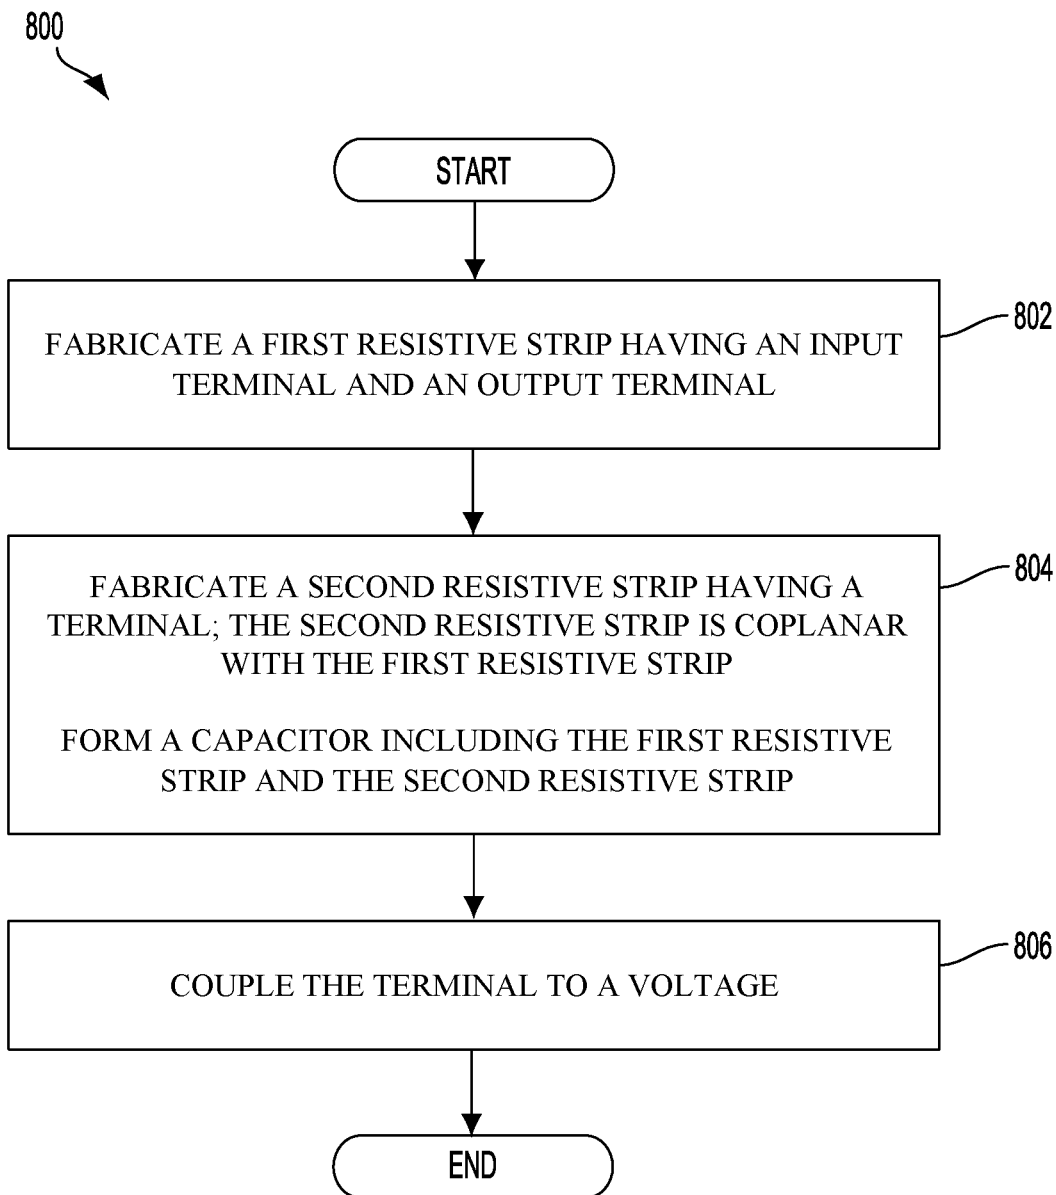 800
START
FABRICATE A FIRST RESISTIVE STRIP HAVING AN INPUT
TERMINAL AND AN OUTPUT TERMINAL
802
FABRICATE A SECOND RESISTIVE STRIP HAVING A
TERMINAL; THE SECOND RESISTIVE STRIP IS COPLANAR
WITH THE FIRST RESISTIVE STRIP
FORM A CAPACITOR INCLUDING THE FIRST RESISTIVE
STRIP AND THE SECOND RESISTIVE STRIP
804
COUPLE THE TERMINAL TO A VOLTAGE
806
END